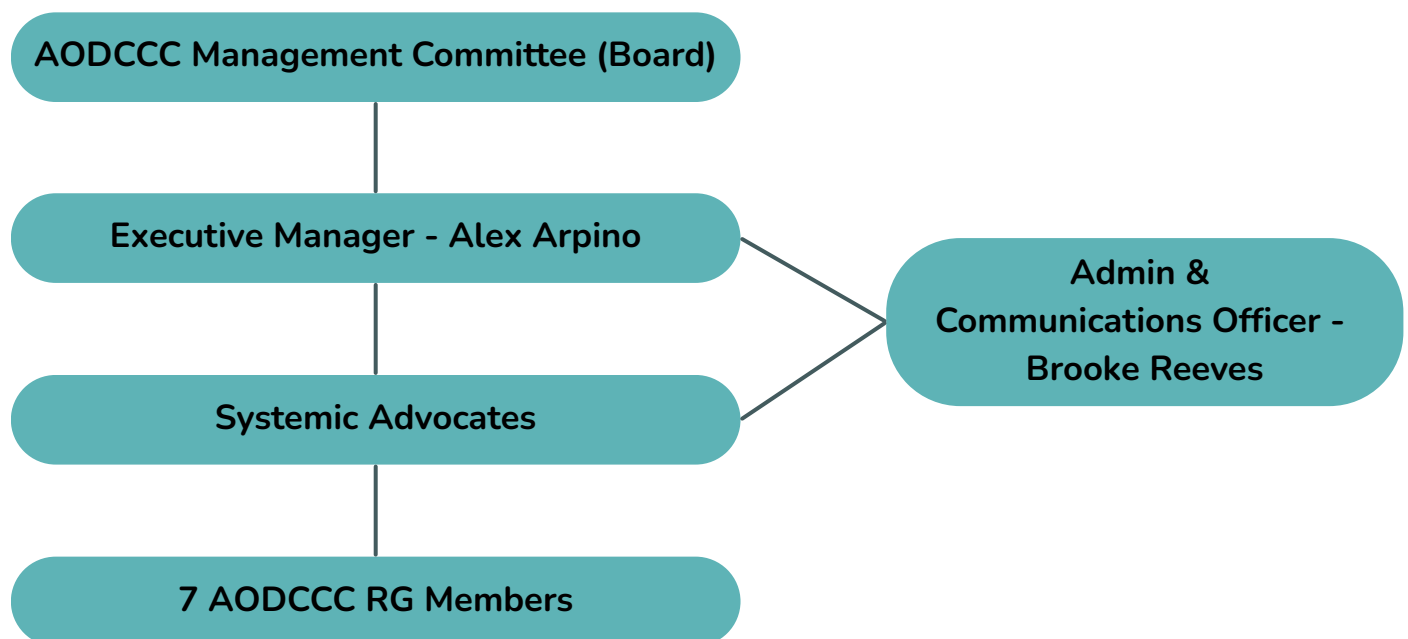 AODCCC Management Committee (Board)
Executive Manager - Alex Arpino
Admin &
Communications Officer -
Brooke Reeves
Systemic Advocates
7 AODCCC RG Members